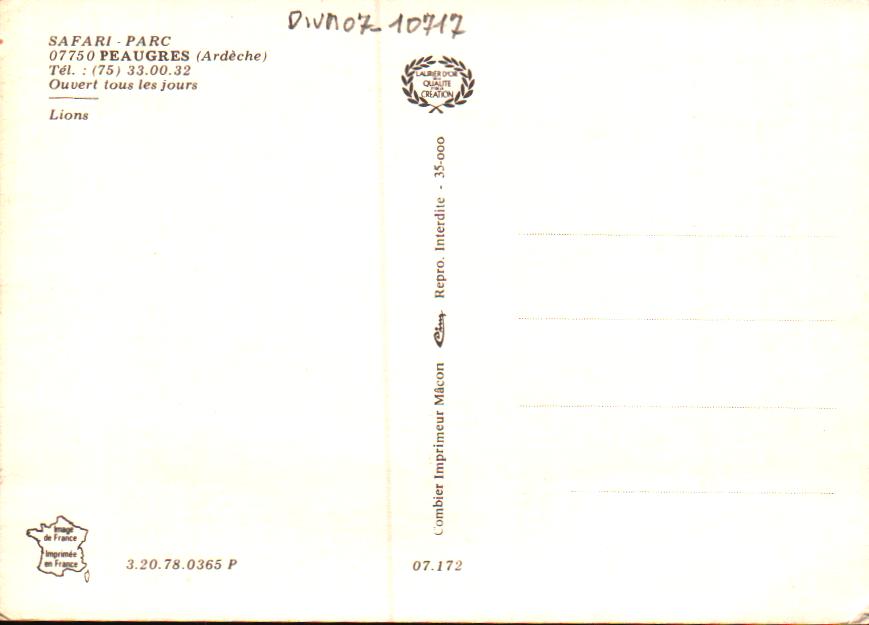 DIVA07-10717
SAFARI - PARC
07750 PEAUGRES (Ardèche)
Tél. : (75) 33.00.32
Ouvert tous les jours
Lions
LAURIER D'OR
QUALITE
CREATION
Combier Imprimeur Mâcon Cim Repro. Interdite - 35-000
Image
de France
Imprimée
en France
3.20.78.0365 P
07.172